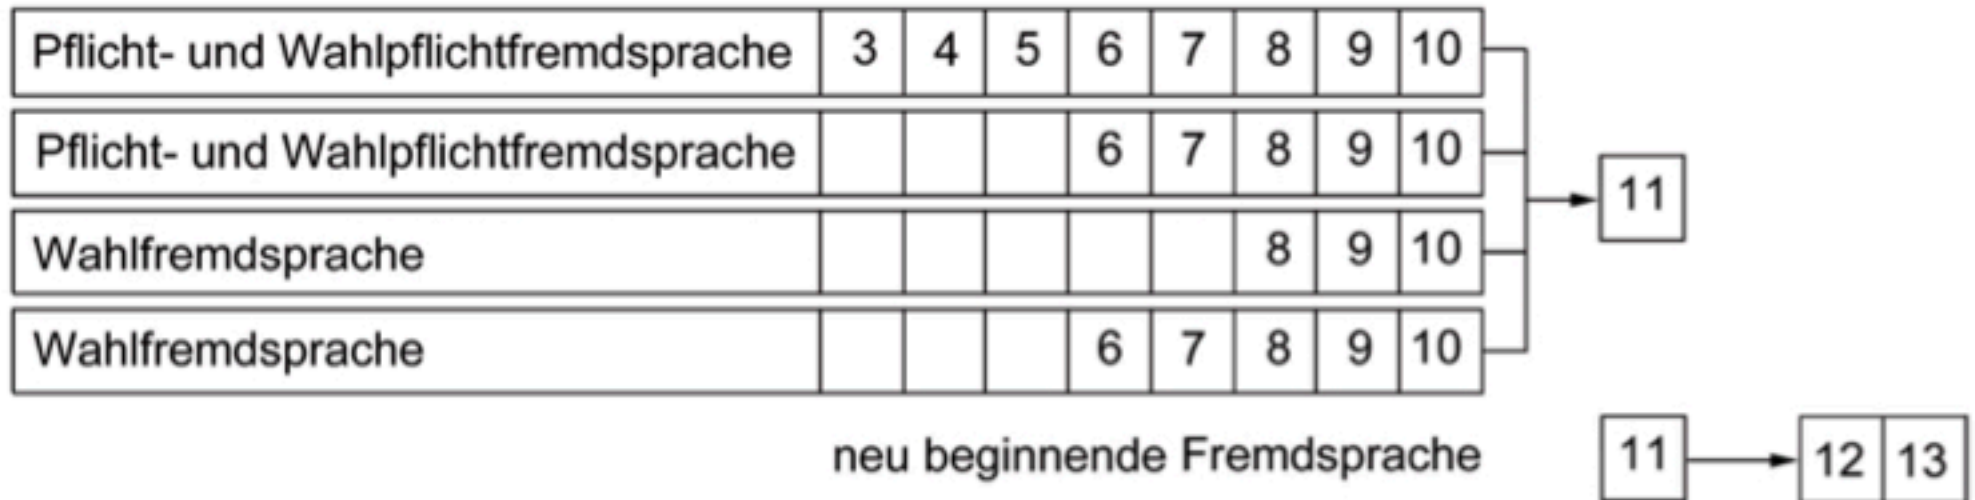 Pflicht- und Wahlpflichtfremdsprache 3 4 5 6 7 8 9 10
Pflicht- und Wahlpflichtfremdsprache 6 7 8 9 10
11
Wahlfremdsprache 8 9 10
Wahlfremdsprache 6 7 8 9 10
neu beginnende Fremdsprache 11 12 13